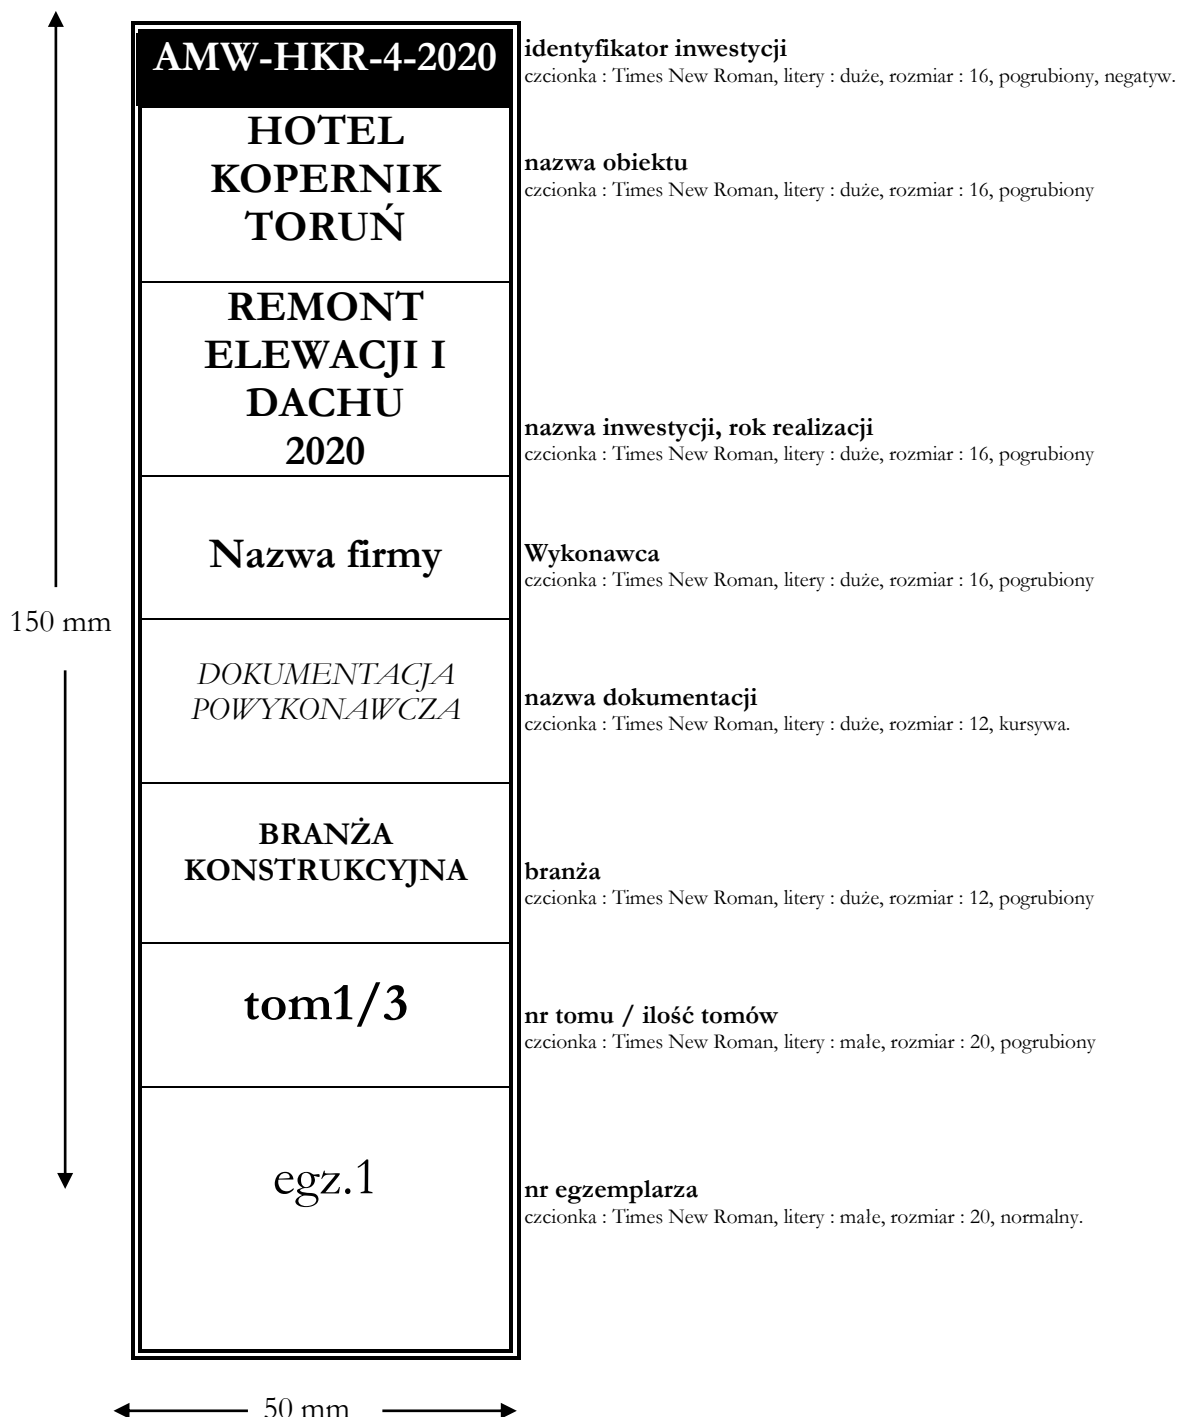 AMW-HKR-4-2020
identyfikator inwestycji
czcionka : Times New Roman, litery : duże, rozmiar : 16, pogrubiony, negatyw.
HOTEL
KOPERNIK
TORUŃ
nazwa obiektu
czcionka : Times New Roman, litery : duże, rozmiar : 16, pogrubiony
REMONT
ELEWACJI I
DACHU
2020
nazwa inwestycji, rok realizacji
czcionka : Times New Roman, litery : duże, rozmiar : 16, pogrubiony
Nazwa firmy
Wykonawca
czcionka : Times New Roman, litery : duże, rozmiar : 16, pogrubiony
150 mm
DOKUMENTACJA
POWYKONAWCZA
nazwa dokumentacji
czcionka : Times New Roman, litery : duże, rozmiar : 12, kursywa.
BRANŻA
KONSTRUKCYJNA
branża
czcionka : Times New Roman, litery : duże, rozmiar : 12, pogrubiony
tom1/3
nr tomu / ilość tomów
czcionka : Times New Roman, litery : małe, rozmiar : 20, pogrubiony
egz.1
nr egzemplarza
czcionka : Times New Roman, litery : małe, rozmiar : 20, normalny.
50 mm